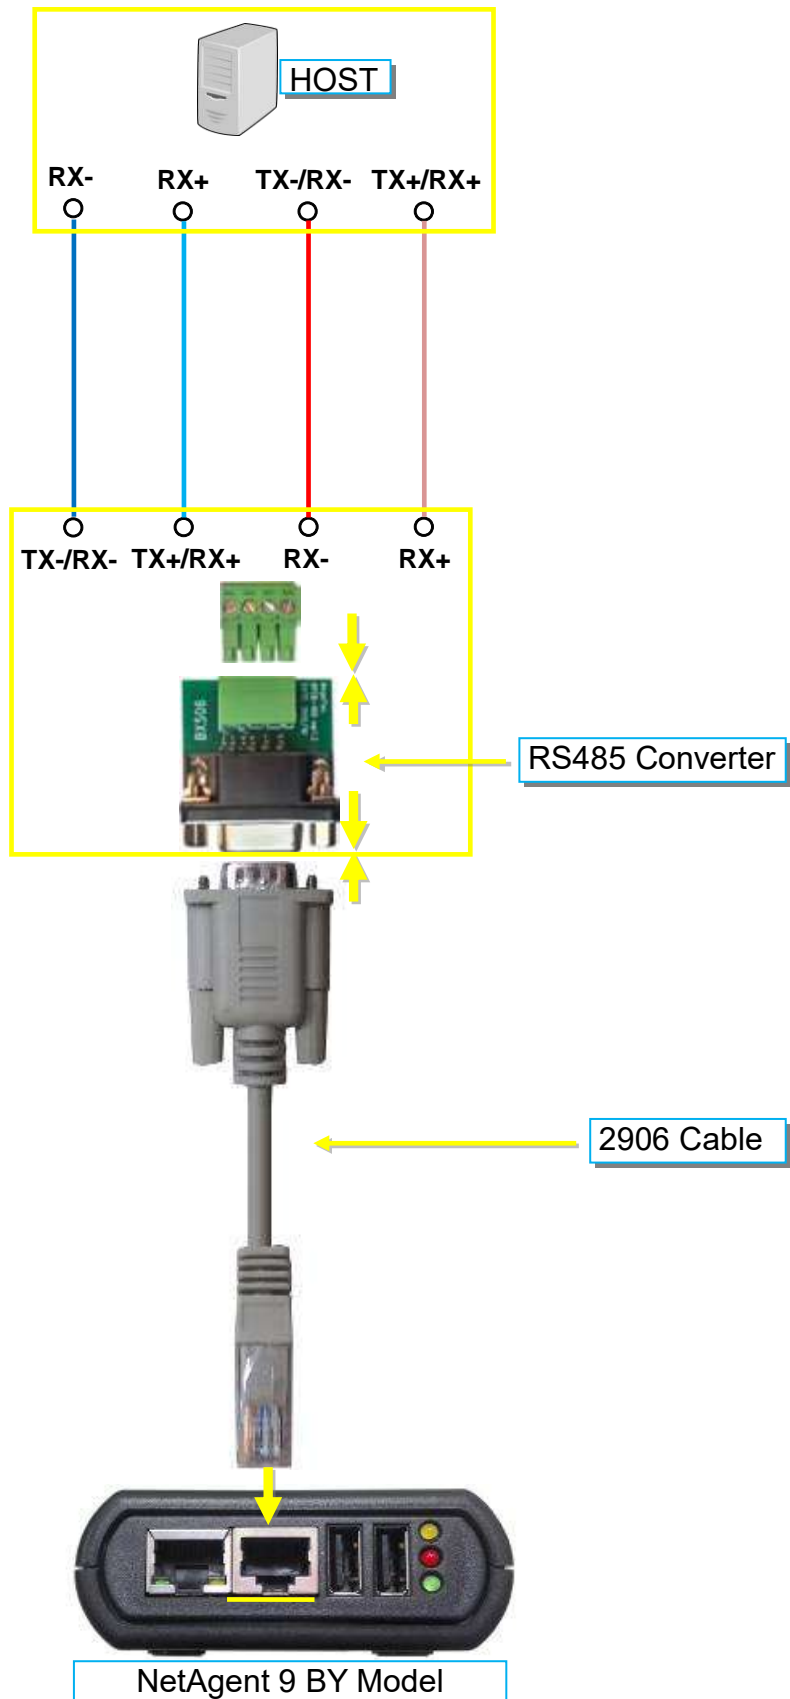 HOST
RX- RX+ TX-/RX- TX+/RX+
TX-/RX- TX+/RX+ RX- RX+
BX506
RS485 Converter
2906 Cable
NetAgent 9 BY Model